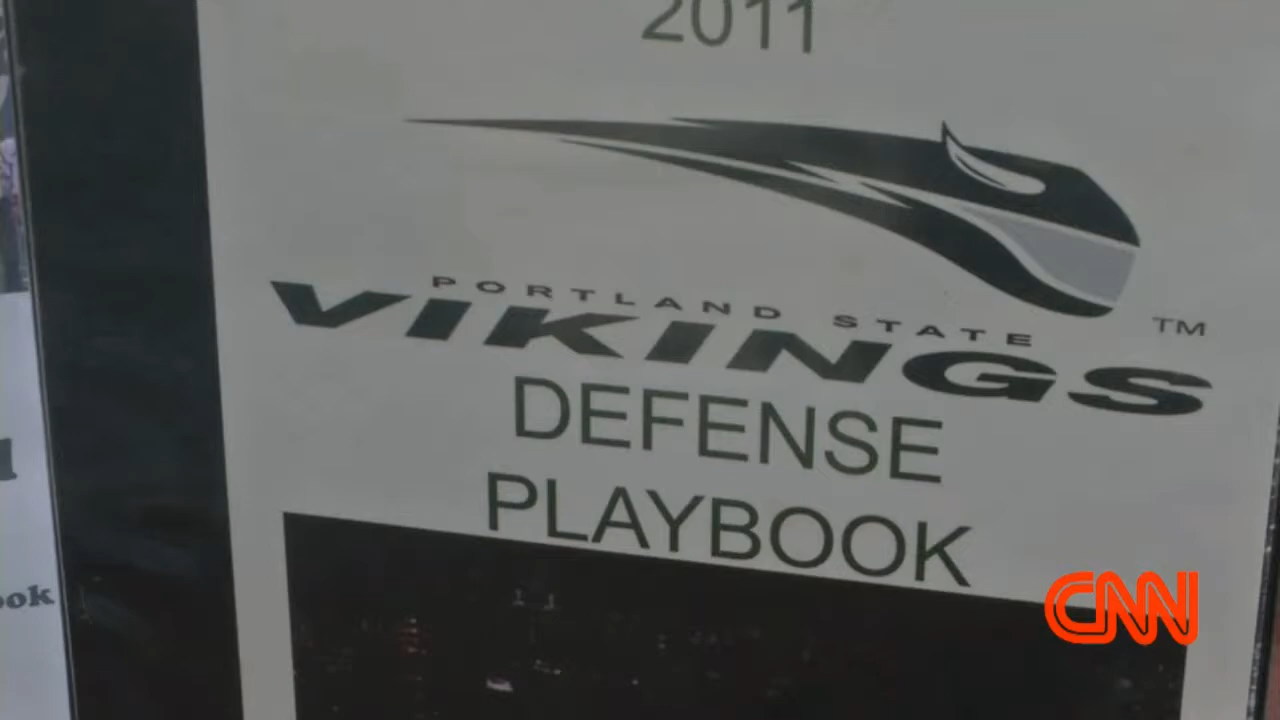 2011
PORTLAND STATE
VIKINGS
TM
DEFENSE
PLAYBOOK
ook
CNN